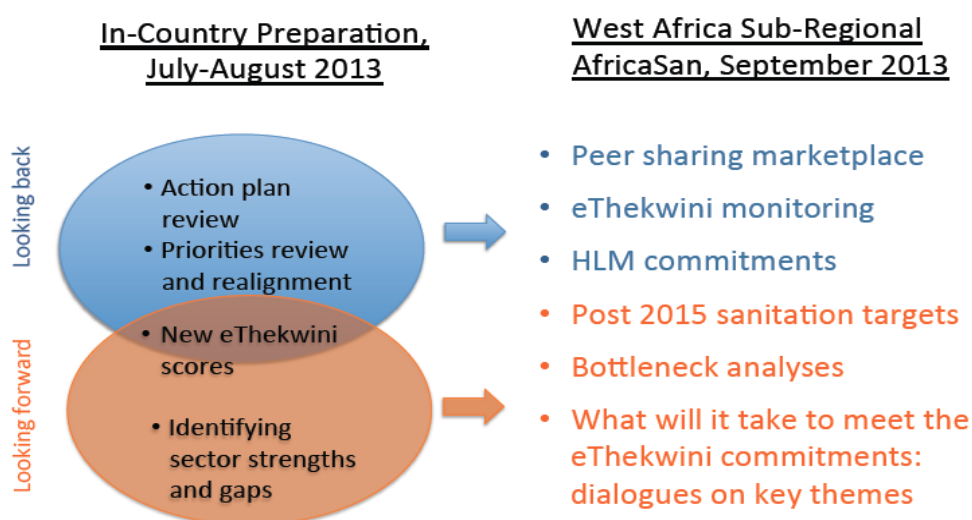 In-Country Preparation,
July-August 2013
Looking back
• Action plan
review
• Priorities review
and realignment
• New eThekwini
scores
Looking forward
• Identifying
sector strengths
and gaps
West Africa Sub-Regional
AfricaSan, September 2013
• Peer sharing marketplace
• eThekwini monitoring
• HLM commitments
• Post 2015 sanitation targets
• Bottleneck analyses
• What will it take to meet the
eThekwini commitments:
dialogues on key themes